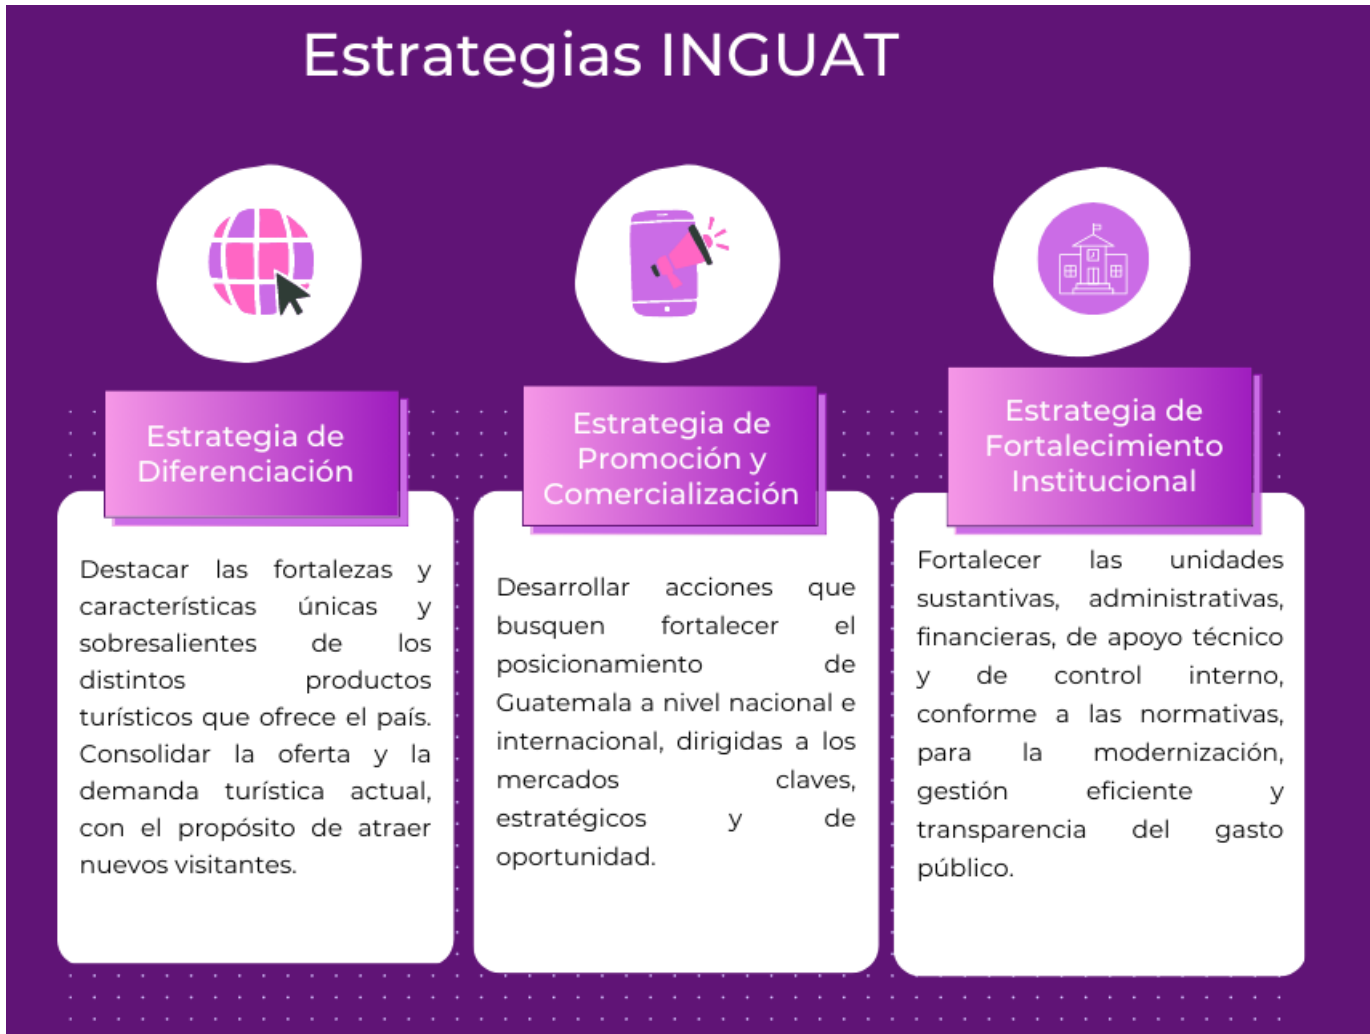 Estrategias INGUAT
Estrategia de
Diferenciación
Destacar las fortalezas y
características únicas y
sobresalientes de los
distintos productos
turísticos que ofrece el país.
Consolidar la oferta y la
demanda turística actual,
con el propósito de atraer
nuevos visitantes.
Estrategia de
Promoción y
Comercialización
Desarrollar acciones que
busquen fortalecer el
posicionamiento de
Guatemala a nivel nacional e
internacional, dirigidas a los
mercados claves,
estratégicos y de
oportunidad.
Estrategia de
Fortalecimiento
Institucional
Fortalecer las unidades
sustantivas, administrativas,
financieras, de apoyo técnico
y de control interno,
conforme a las normativas,
para la modernización,
gestión eficiente y
transparencia del gasto
público.